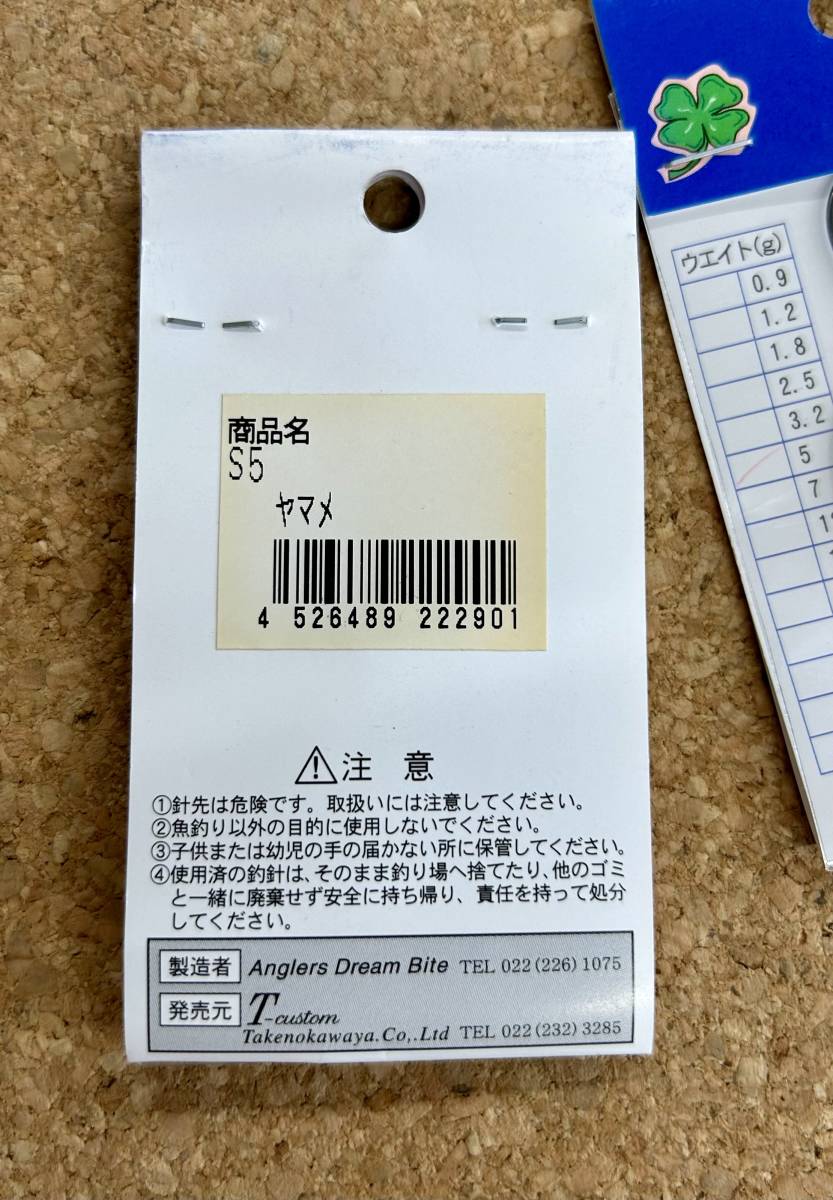 商品名
S5
ヤマメ
4 526489 222901
⚠注 意
①針先は危険です。取扱いには注意してください。
②魚釣り以外の目的に使用しないでください。
③子供または幼児の手の届かない所に保管してください。
④使用済の釣針は、そのまま釣り場へ捨てたり、他のゴミ
と一緒に廃棄せず安全に持ち帰り、責任を持って処分
してください。
製造者 Anglers Dream Bite TEL 022(226)1075
発売元 T-custom
Takenokawaya.Co,.Ltd TEL 022(232)3285
ウエイト(g)
0.9
1.2
1.8
2.5
3.2
5
7